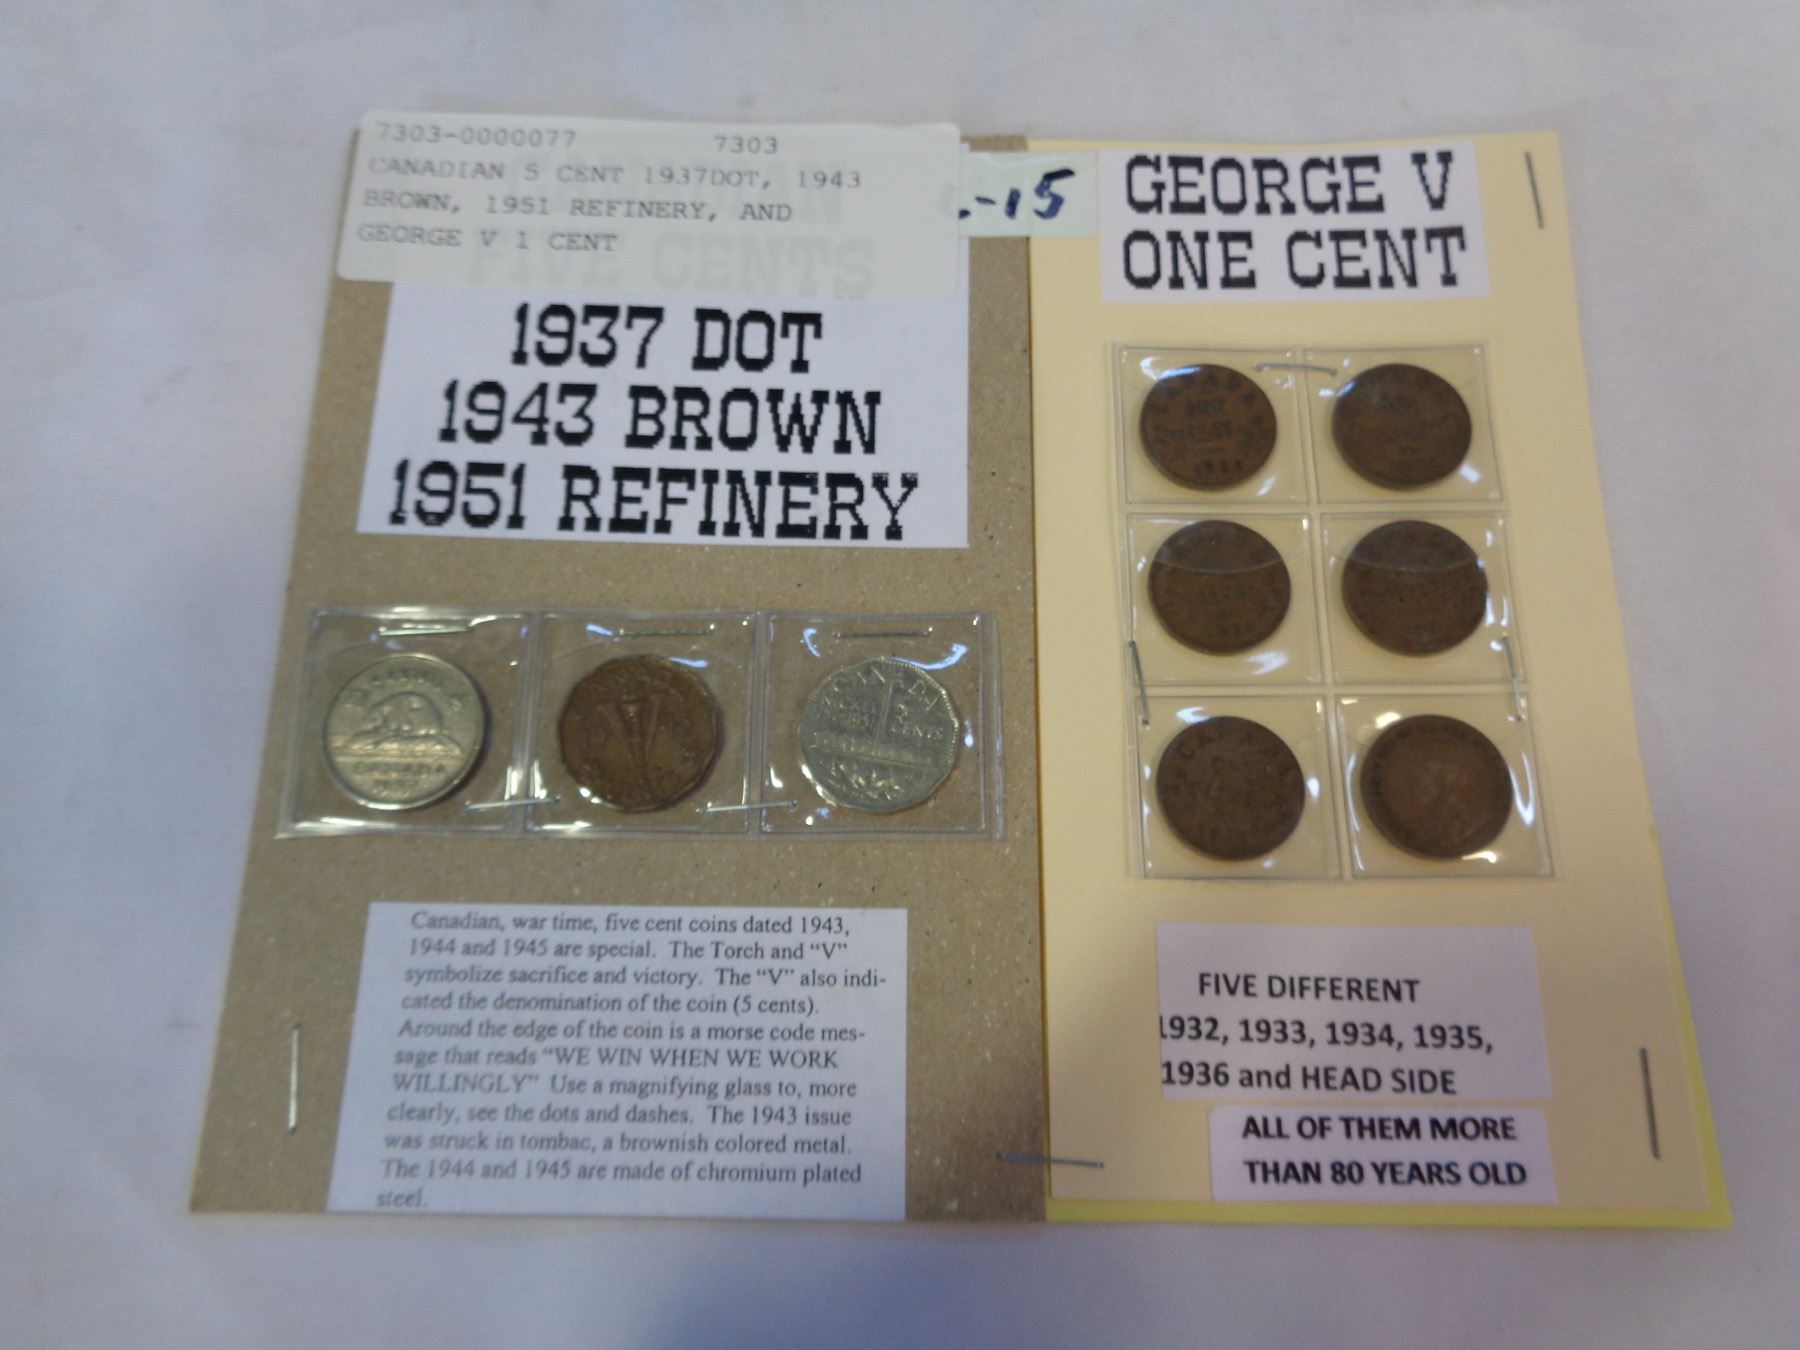 7303-0000077 7303
CANADIAN 5 CENT 1937DOT, 1943
BROWN, 1951 REFINERY, AND
GEORGE V 1 CENT
FIVE CENTS
1937 DOT
1943 BROWN
1951 REFINERY
CANADA
1951
CENTS
Canadian, war time, five cent coins dated 1943,
1944 and 1945 are special. The Torch and “V”
symbolize sacrifice and victory. The “V” also indi-
cated the denomination of the coin (5 cents).
Around the edge of the coin is a morse code mes-
sage that reads “WE WIN WHEN WE WORK
WILLINGLY” Use a magnifying glass to, more
clearly, see the dots and dashes. The 1943 issue
was struck in tombac, a brownish colored metal.
The 1944 and 1945 are made of chromium plated
steel.
-15
GEORGE V
ONE CENT
FIVE DIFFERENT
1932, 1933, 1934, 1935,
1936 and HEAD SIDE
ALL OF THEM MORE
THAN 80 YEARS OLD